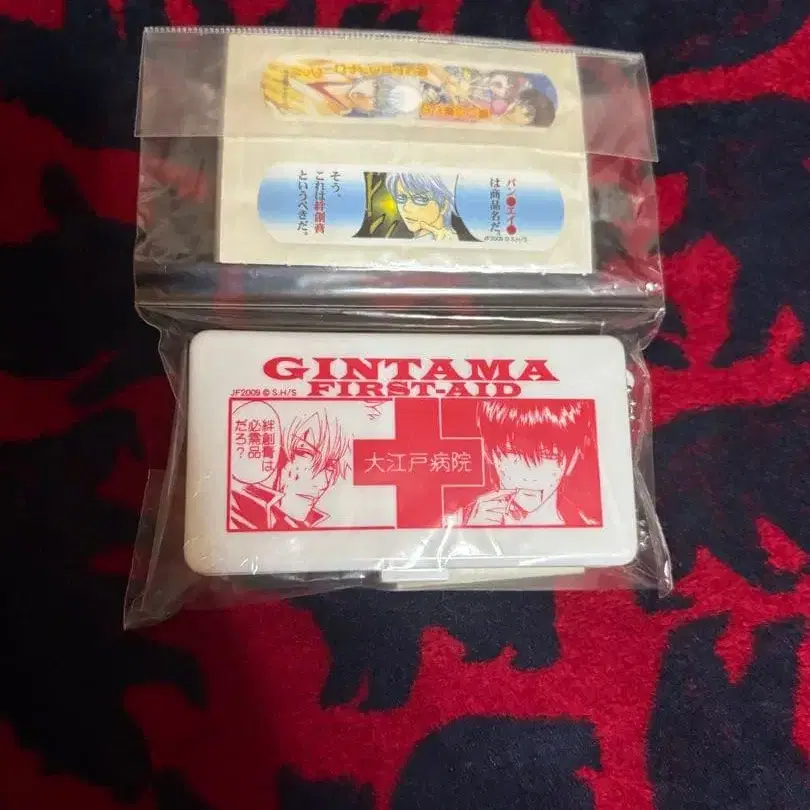 パン●エイ●
は商品名だ。
そう、
これは絆創膏
というべきだ。
JF2009 © S.H/S
GINTAMA
FIRST-AID
JF2009 © S.H/S
絆創膏は
必需品
だろ？
大江戸病院